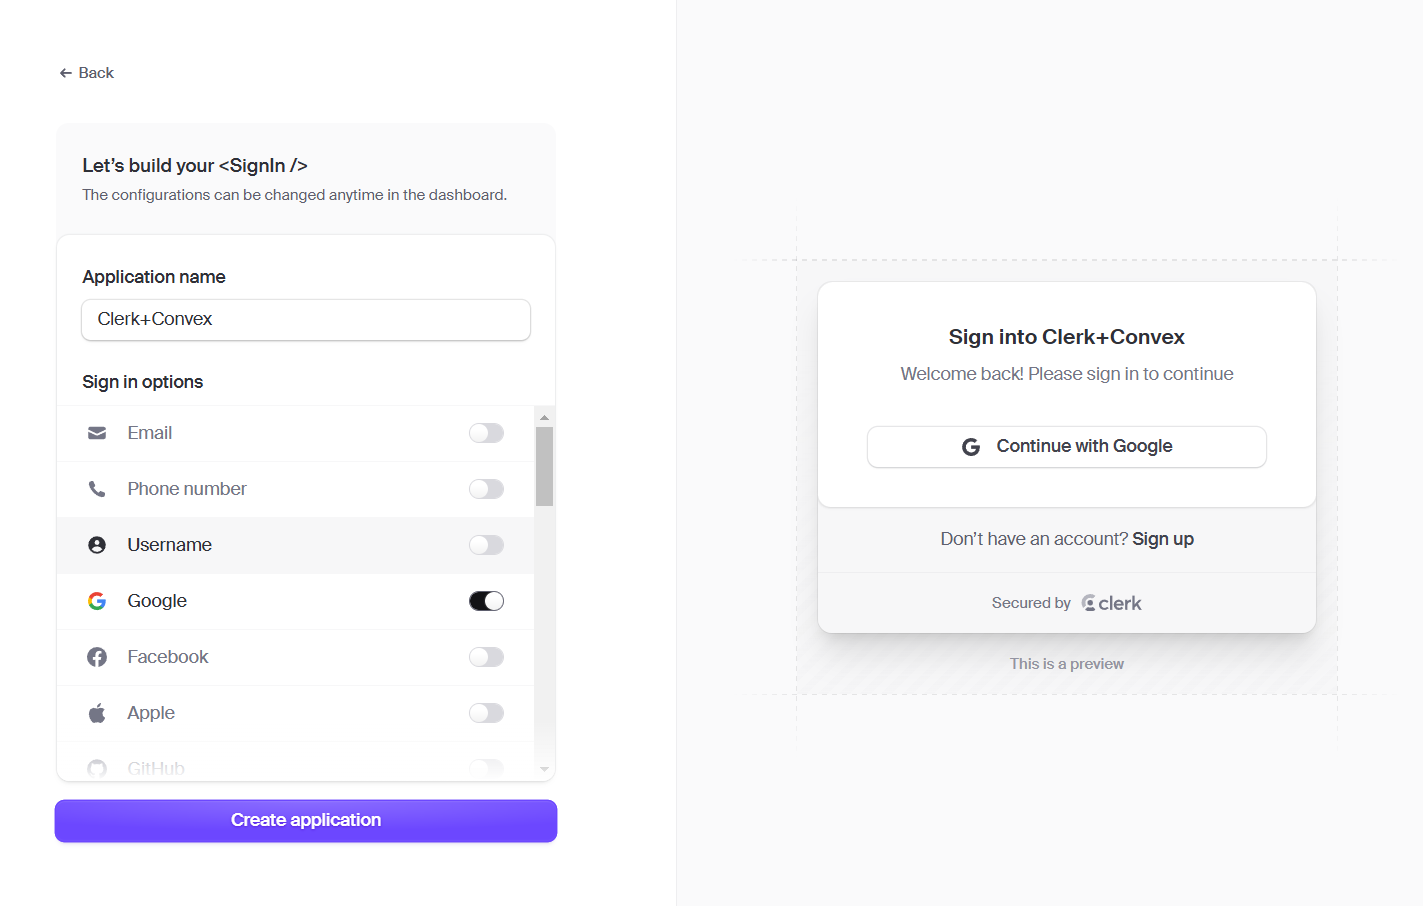 ← Back
Let's build your <SignIn />
The configurations can be changed anytime in the dashboard.
Application name
Clerk+Convex
Sign in options
Email
Phone number
Username
Google
Facebook
Apple
GitHub
Create application
Sign into Clerk+Convex
Welcome back! Please sign in to continue
Continue with Google
Don't have an account? Sign up
Secured by clerk
This is a preview